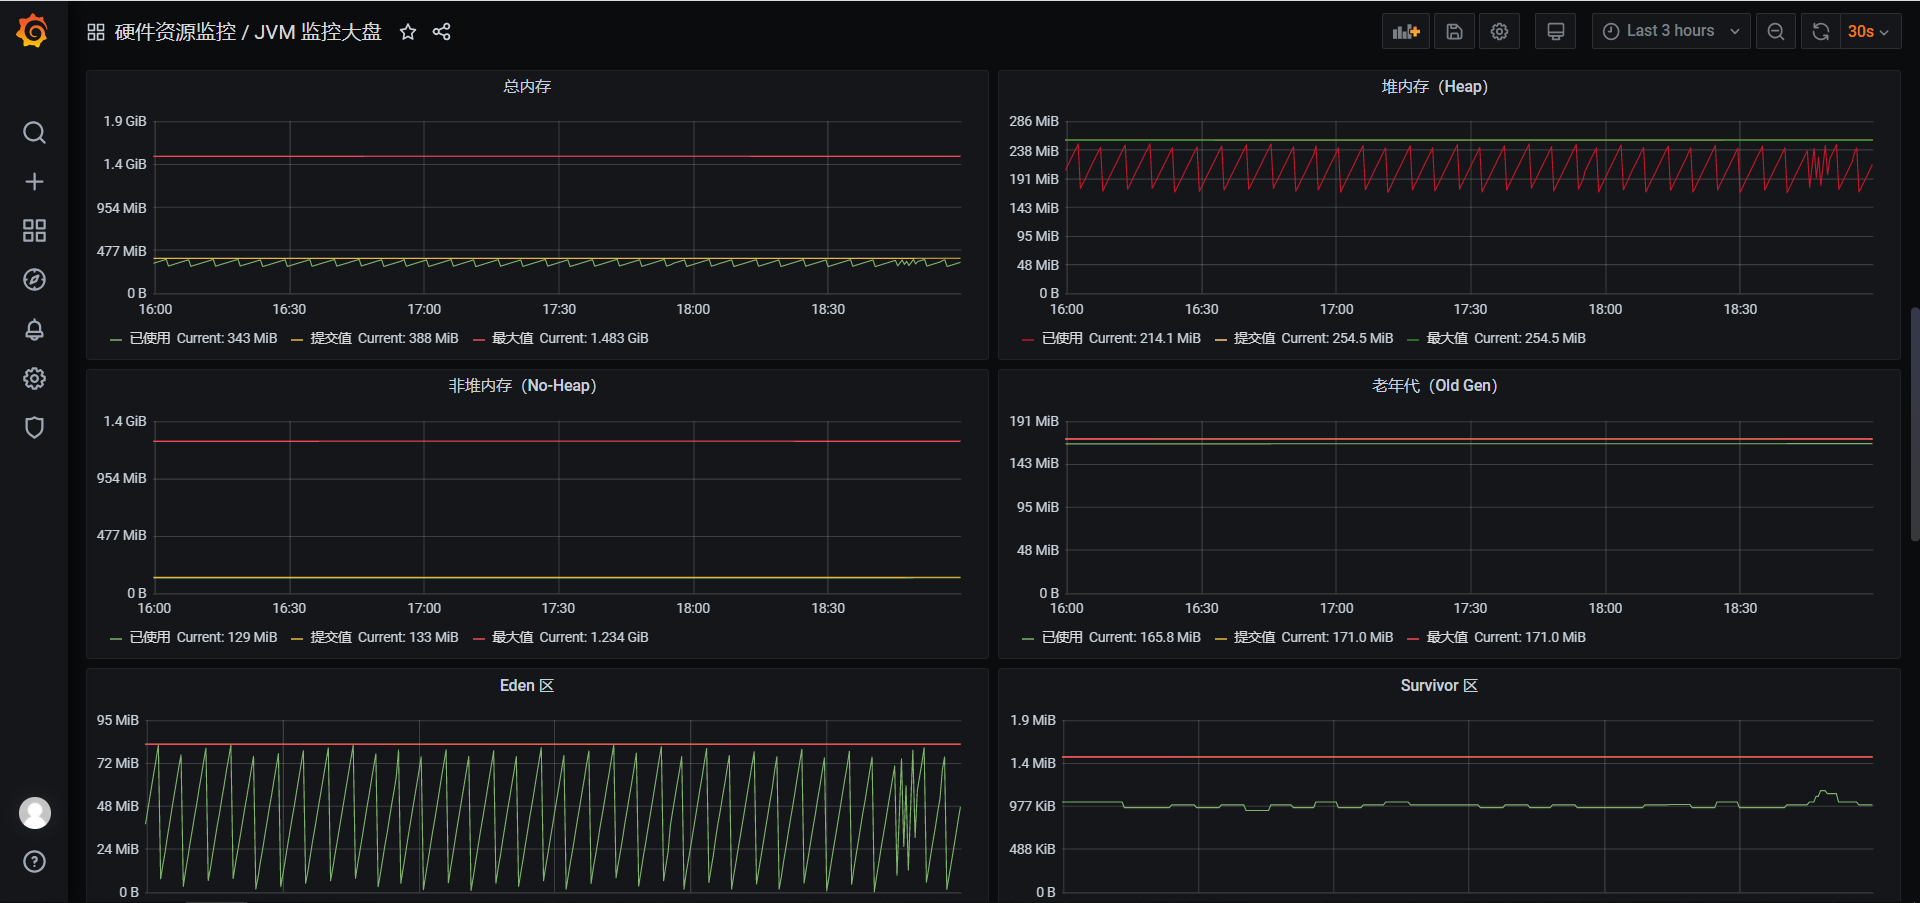 硬件资源监控 / JVM 监控大盘
Last 3 hours
30s
总内存
1.9 GiB
1.4 GiB
954 MiB
477 MiB
0 B
16:00 16:30 17:00 17:30 18:00 18:30
已使用 Current: 343 MiB 提交值 Current: 388 MiB 最大值 Current: 1.483 GiB
堆内存（Heap）
286 MiB
238 MiB
191 MiB
143 MiB
95 MiB
48 MiB
0 B
16:00 16:30 17:00 17:30 18:00 18:30
已使用 Current: 214.1 MiB 提交值 Current: 254.5 MiB 最大值 Current: 254.5 MiB
非堆内存（No-Heap）
1.4 GiB
954 MiB
477 MiB
0 B
16:00 16:30 17:00 17:30 18:00 18:30
已使用 Current: 129 MiB 提交值 Current: 133 MiB 最大值 Current: 1.234 GiB
老年代（Old Gen）
191 MiB
143 MiB
95 MiB
48 MiB
0 B
16:00 16:30 17:00 17:30 18:00 18:30
已使用 Current: 165.8 MiB 提交值 Current: 171.0 MiB 最大值 Current: 171.0 MiB
Eden 区
95 MiB
72 MiB
48 MiB
24 MiB
0 B
Survivor 区
1.9 MiB
1.4 MiB
977 KiB
488 KiB
0 B